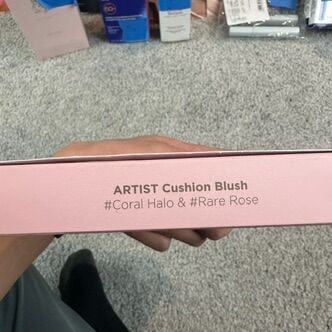 ARTIST Cushion Blush
#Coral Halo & #Rare Rose